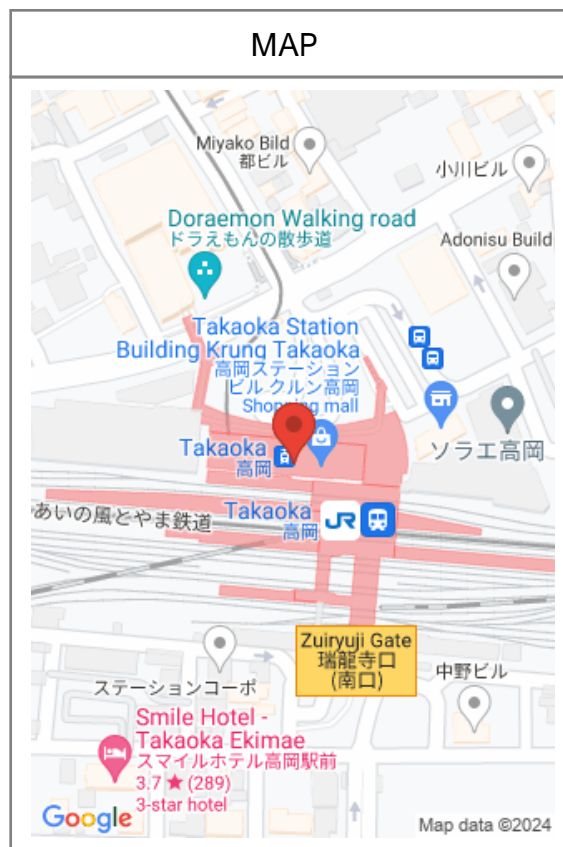 MAP
Miyako Bild
都ビル
小川ビル
Doraemon Walking road
ドラえもんの散歩道
Adonisu Build
Takaoka Station
Building Krung Takaoka
高岡ステーション
ビル クルン高岡
Shopping mall
ソラエ高岡
Takaoka
高岡
Takaoka
高岡
JR
あいの風とやま鉄道
Zuiryuji Gate
瑞龍寺口
(南口)
ステーションコーポ
中野ビル
Smile Hotel -
Takaoka Ekimae
スマイルホテル高岡駅前
3.7 ★ (289)
3-star hotel
Google
Map data ©2024